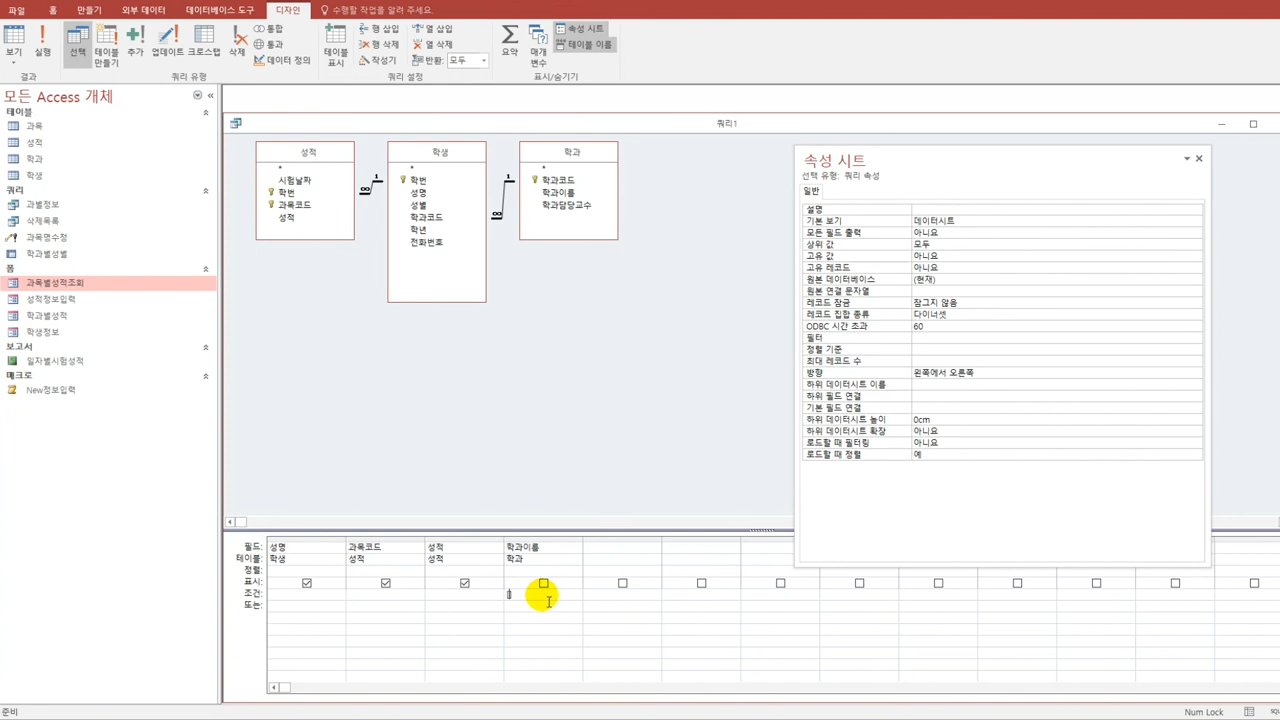 파일 홈 만들기 외부 데이터 데이터베이스 도구 디자인 수행할 작업을 알려 주세요.
보기 실행 선택 테이블 만들기 추가 업데이트 크로스탭 삭제 통합 통과 데이터 정의 테이블 표시 행 삽입 행 삭제 작성기 열 삽입 열 삭제 반환: 모두 요약 매개 변수 속성 시트 테이블 이름
결과 쿼리 유형 쿼리 설정 표시/숨기기
모든 Access 개체
테이블
과목
성적
학과
학생
쿼리
과별정보
삭제목록
과목명수정
학과별성별
폼
과목별성적조회
성적정보입력
학과별성적
학생정보
보고서
일자별시험성적
매크로
New정보입력
쿼리1
성적
*
시험날짜
학번
과목코드
성적
학생
*
학번
성명
성별
학과코드
학년
전화번호
학과
*
학과코드
학과이름
학과담당교수
∞ 1
∞ 1
속성 시트
선택 유형: 쿼리 속성
일반
설명
기본 보기 데이터시트
모든 필드 출력 아니요
상위 값 모두
고유 값 아니요
고유 레코드 아니요
원본 데이터베이스 (현재)
원본 연결 문자열
레코드 잠금 잠그지 않음
레코드 집합 종류 다이너셋
ODBC 시간 초과 60
필터
정렬 기준
최대 레코드 수
방향 왼쪽에서 오른쪽
하위 데이터시트 이름
하위 필드 연결
기본 필드 연결
하위 데이터시트 높이 0cm
하위 데이터시트 확장 아니요
로드할 때 필터링 아니요
로드할 때 정렬 예
필드: 성명 과목코드 성적 학과이름
테이블: 학생 성적 성적 학과
정렬:
표시:
조건:
또는:
준비 Num Lock